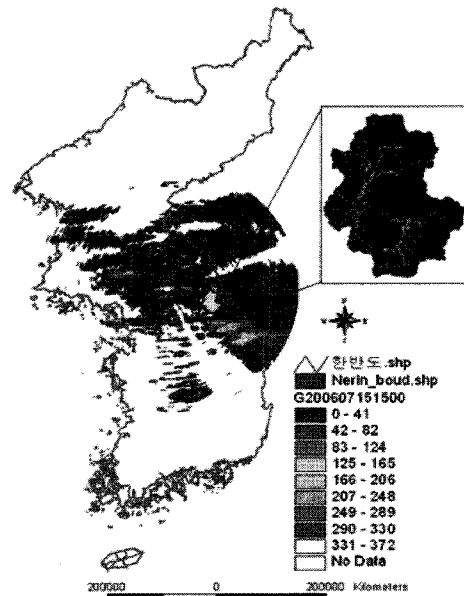 한반도.shp
Nerin_boud.shp
G200607151500
0 - 41
42 - 82
83 - 124
125 - 165
166 - 206
207 - 248
249 - 289
290 - 330
331 - 372
No Data
200000 0 200000 Kilometers